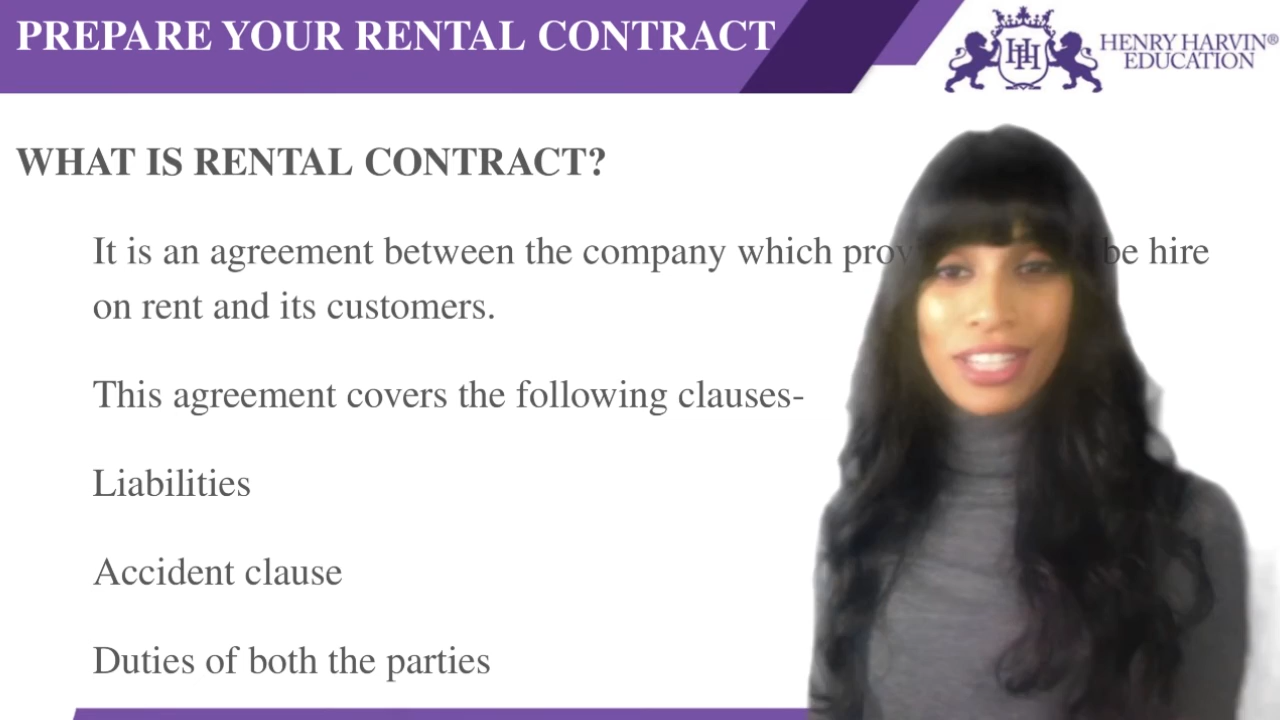 PREPARE YOUR RENTAL CONTRACT
HENRY HARVIN®
EDUCATION
WHAT IS RENTAL CONTRACT?
It is an agreement between the company which be hire
on rent and its customers.
This agreement covers the following clauses-
Liabilities
Accident clause
Duties of both the parties